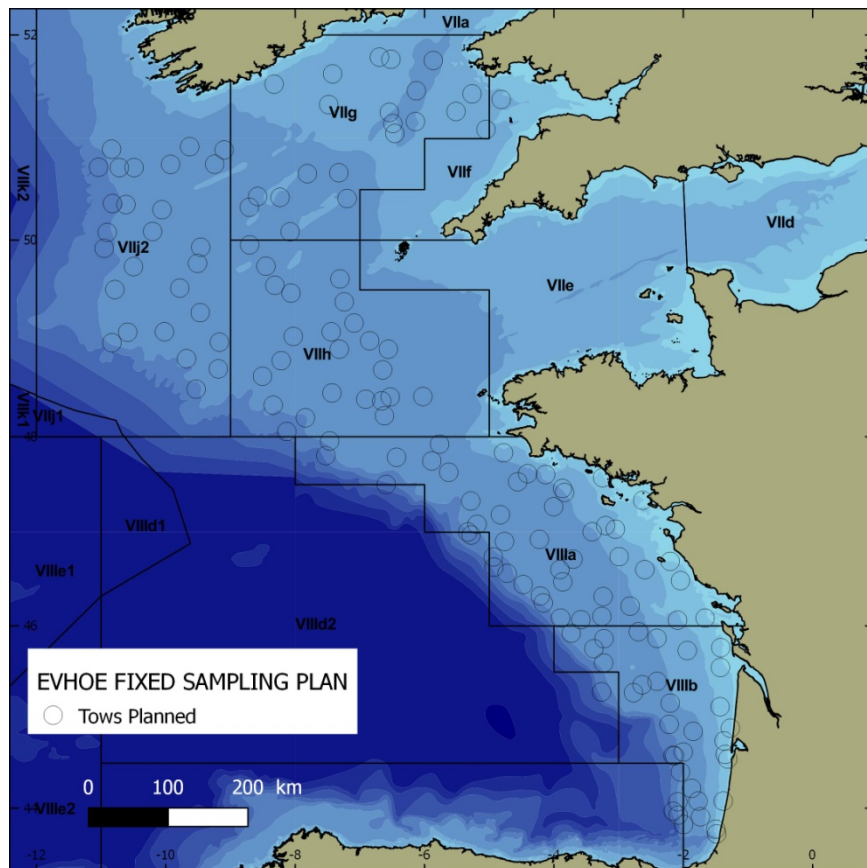 52
VIIa
VIIg
VIIk2
VIIf
VIId
50
VIIj2
VIIe
VIIh
VIIk1
VIIj1
48
VIIId1
VIIIa
VIIIe1
46
VIIId2
EVHOE FIXED SAMPLING PLAN
Tows Planned
VIIIb
0 100 200 km
44
VIIIe2
-12 -10 -8 -6 -4 -2 0